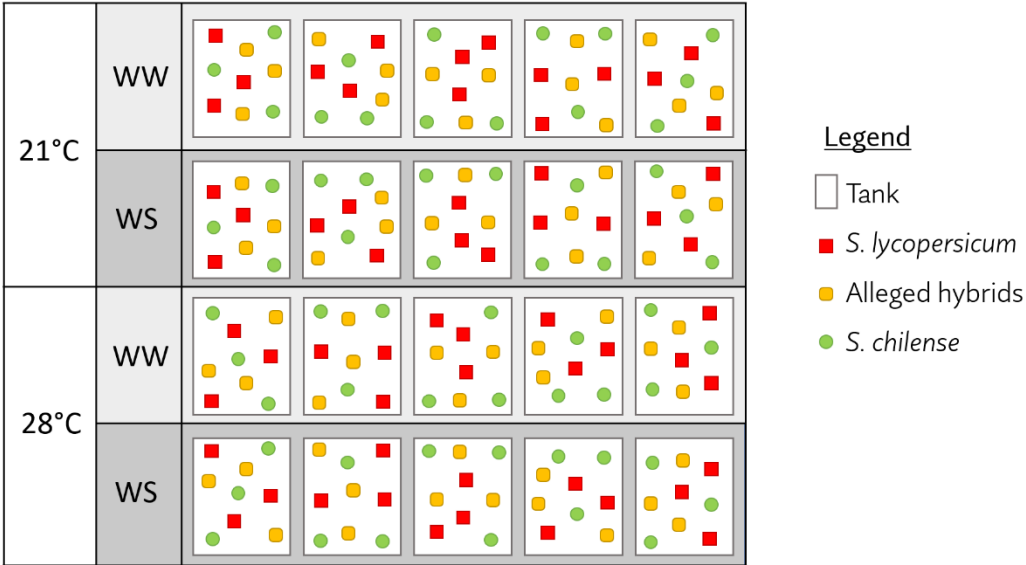 21°C
WW
WS
28°C
WW
WS
Legend
Tank
S. lycopersicum
Alleged hybrids
S. chilense